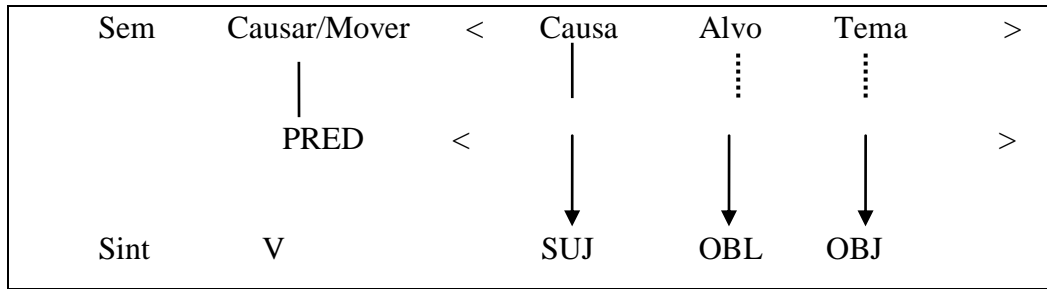 Sem Causar/Mover < Causa Alvo Tema >
PRED < >
Sint V SUJ OBL OBJ